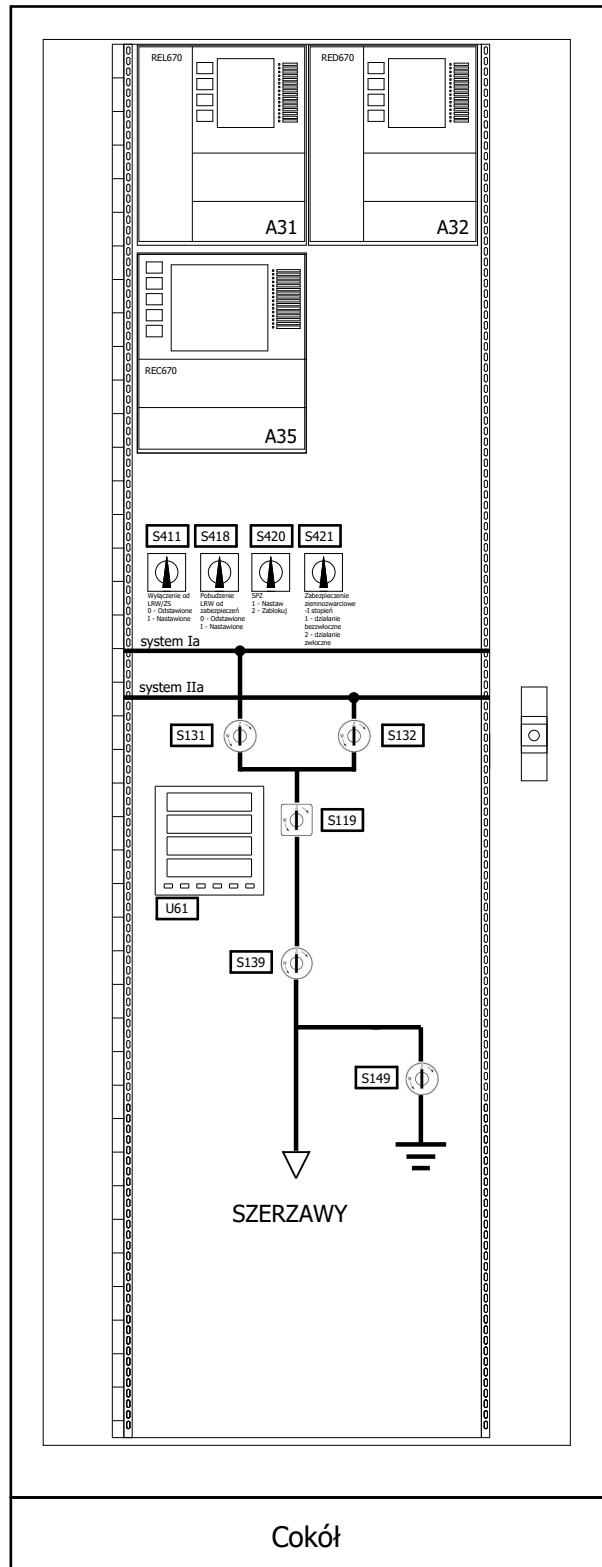 REL670
RED670
A31
A32
REC670
A35
S411
S418
S420
S421
Wyłączenie od
LRW/ZS
0 - Odstawione
I - Nastawione
Pobudzenie
LRW od
zabezpieczeń
0 - Odstawione
I - Nastawione
SPZ
1 - Nastaw
2 - Zablokuj
Zabezpieczenie
ziemnozwarciowe
-I stopień
1 - działanie
bezzwłoczne
2 - działanie
zwłoczne
system Ia
system IIa
S131
S132
S119
U61
S139
S149
SZERZAWY
Cokół